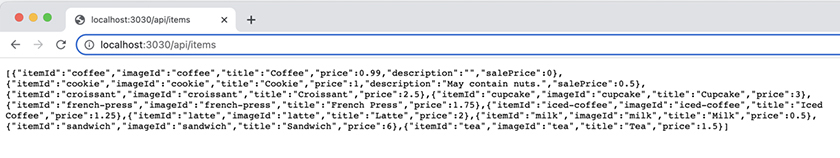 localhost:3030/api/items
localhost:3030/api/items
[{"itemId":"coffee","imageId":"coffee","title":"Coffee","price":0.99,"description":"","salePrice":0},
{"itemId":"cookie","imageId":"cookie","title":"Cookie","price":1,"description":"May contain nuts.","salePrice":0.5},
{"itemId":"croissant","imageId":"croissant","title":"Croissant","price":2.5},{"itemId":"cupcake","imageId":"cupcake","title":"Cupcake","price":3},
{"itemId":"french-press","imageId":"french-press","title":"French Press","price":1.75},{"itemId":"iced-coffee","imageId":"iced-coffee","title":"Iced
Coffee","price":1.25},{"itemId":"latte","imageId":"latte","title":"Latte","price":2},{"itemId":"milk","imageId":"milk","title":"Milk","price":0.5},
{"itemId":"sandwich","imageId":"sandwich","title":"Sandwich","price":6},{"itemId":"tea","imageId":"tea","title":"Tea","price":1.5}]